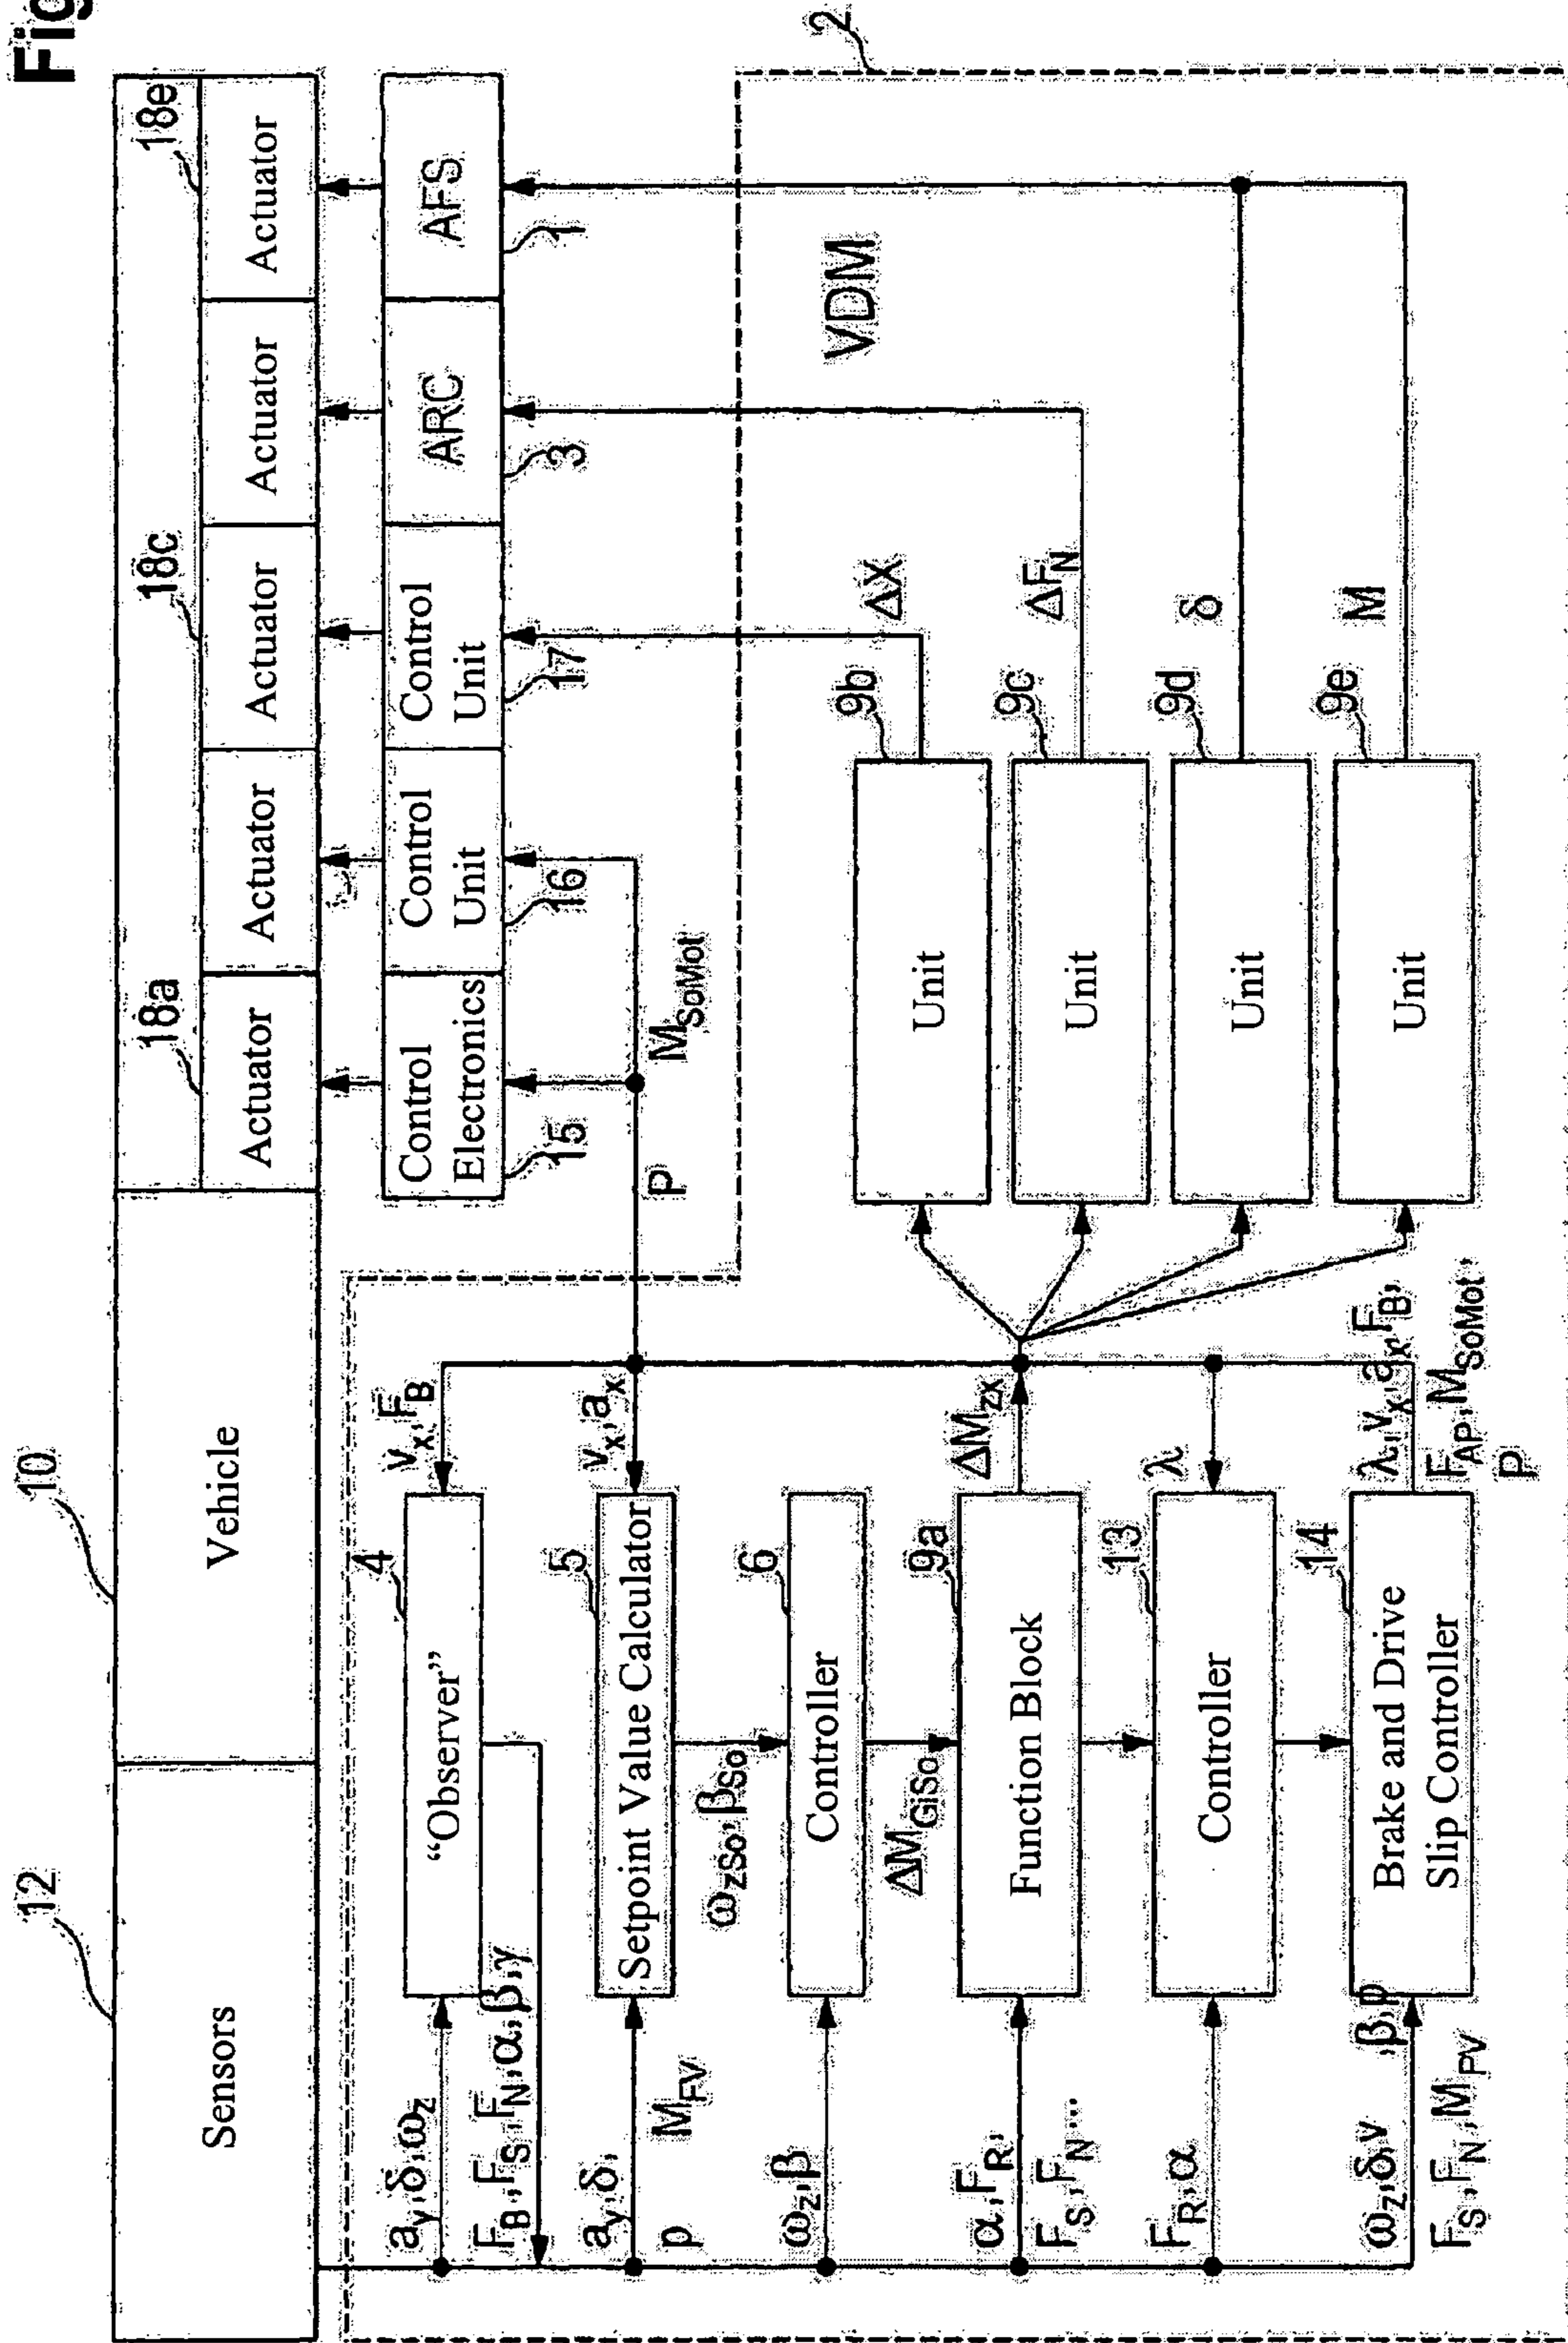 Fig
12
10
18a
18c
18e
Sensors
Vehicle
Actuator
Actuator
Actuator
Actuator
Actuator
Control
Electronics
Control
Unit
Control
Unit
ARC
AFS
15
16
17
3
1
2
a_y,δ,ω_z
4
"Observer"
v_x,F_B
F_B,F_S,F_N,α,β,γ
P
M_SoMot
a_y,δ,
p
M_FV
5
Setpoint Value Calculator
v_x,a_x
ω_zSo,β_So
VDM
ω_z,β
6
Controller
ΔM_GiSo
9b
Unit
ΔX
α,F_R,
F_S,F_N...
9a
Function Block
ΔM_zx
9c
Unit
ΔF_N
F_R,α
13
Controller
λ
9d
Unit
δ
ω_z,δ,v,β,p
F_S,F_N,M_PV
14
Brake and Drive
Slip Controller
λ,v_x,a_x,F_B,
F_AP,M_SoMot,
P
9e
Unit
M